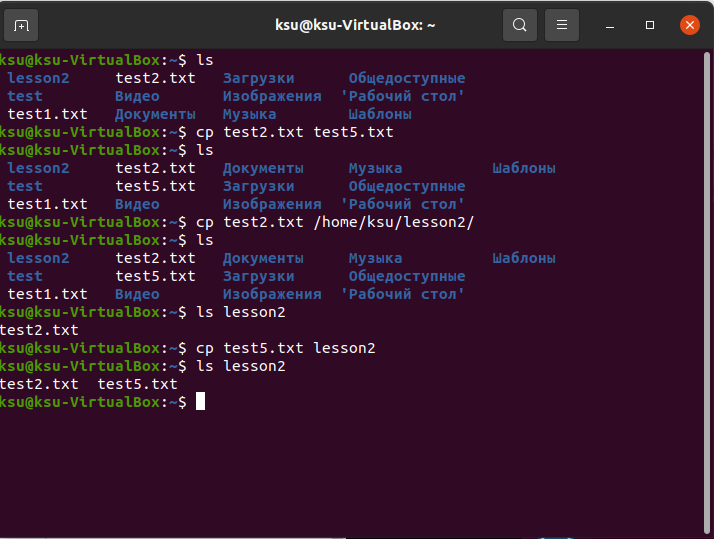 ksu@ksu-VirtualBox: ~
ksu@ksu-VirtualBox:~$ ls
lesson2 test2.txt Загрузки Общедоступные
test Видео Изображения 'Рабочий стол'
test1.txt Документы Музыка Шаблоны
ksu@ksu-VirtualBox:~$ cp test2.txt test5.txt
ksu@ksu-VirtualBox:~$ ls
lesson2 test2.txt Документы Музыка Шаблоны
test test5.txt Загрузки Общедоступные
test1.txt Видео Изображения 'Рабочий стол'
ksu@ksu-VirtualBox:~$ cp test2.txt /home/ksu/lesson2/
ksu@ksu-VirtualBox:~$ ls
lesson2 test2.txt Документы Музыка Шаблоны
test test5.txt Загрузки Общедоступные
test1.txt Видео Изображения 'Рабочий стол'
ksu@ksu-VirtualBox:~$ ls lesson2
test2.txt
ksu@ksu-VirtualBox:~$ cp test5.txt lesson2
ksu@ksu-VirtualBox:~$ ls lesson2
test2.txt test5.txt
ksu@ksu-VirtualBox:~$